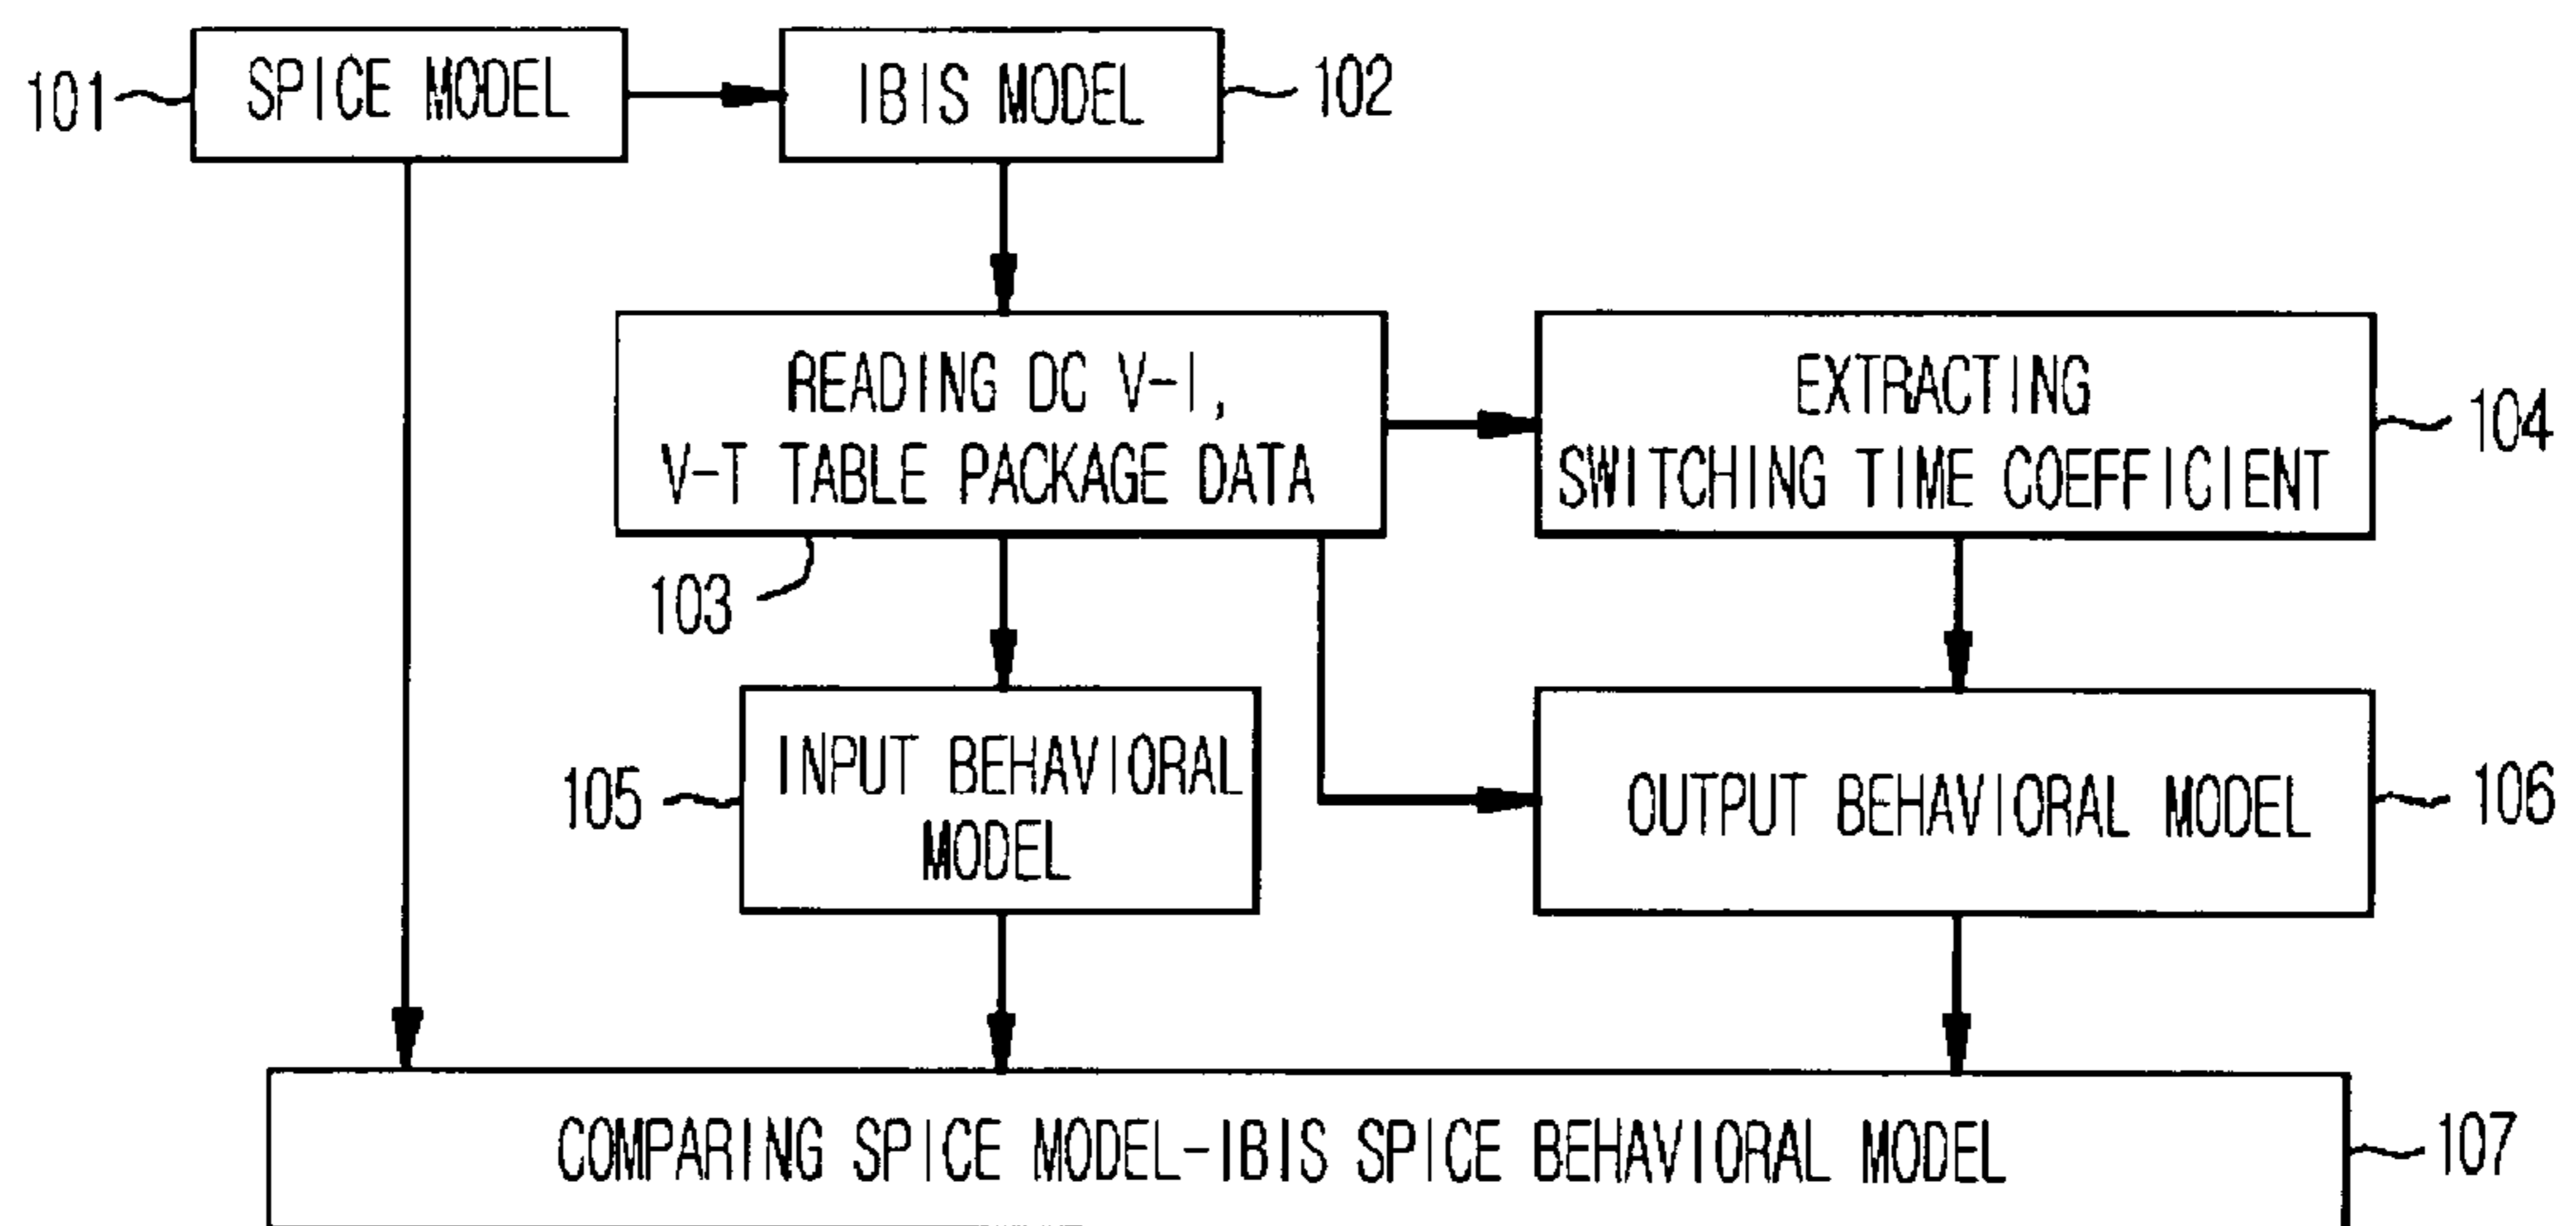 101
SPICE MODEL
IBIS MODEL
102
READING DC V-I,
V-T TABLE PACKAGE DATA
103
EXTRACTING
SWITCHING TIME COEFFICIENT
104
INPUT BEHAVIORAL
MODEL
105
OUTPUT BEHAVIORAL MODEL
106
COMPARING SPICE MODEL-IBIS SPICE BEHAVIORAL MODEL
107